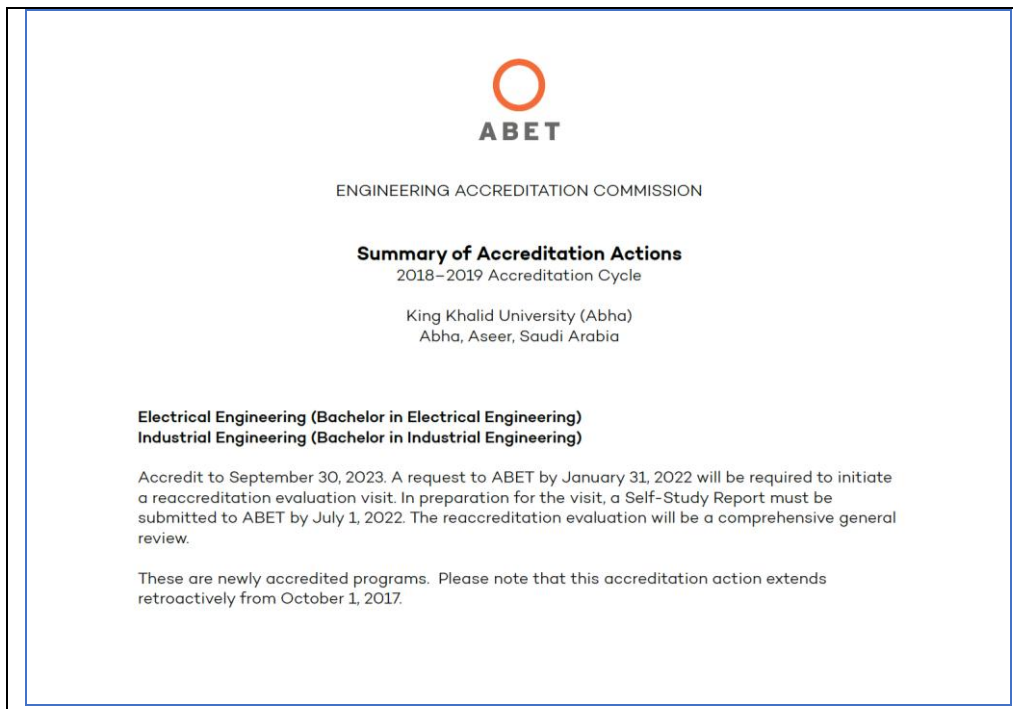 ABET
ENGINEERING ACCREDITATION COMMISSION
Summary of Accreditation Actions
2018–2019 Accreditation Cycle
King Khalid University (Abha)
Abha, Aseer, Saudi Arabia
Electrical Engineering (Bachelor in Electrical Engineering)
Industrial Engineering (Bachelor in Industrial Engineering)
Accredit to September 30, 2023. A request to ABET by January 31, 2022 will be required to initiate
a reaccreditation evaluation visit. In preparation for the visit, a Self-Study Report must be
submitted to ABET by July 1, 2022. The reaccreditation evaluation will be a comprehensive general
review.
These are newly accredited programs.  Please note that this accreditation action extends
retroactively from October 1, 2017.